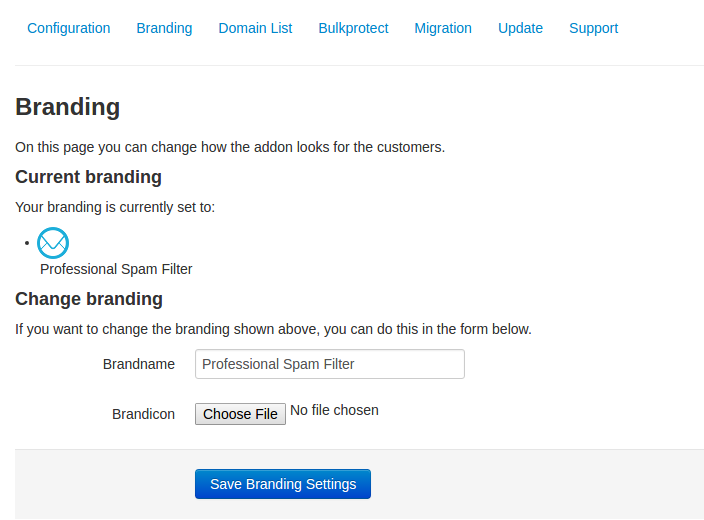 Configuration Branding Domain List Bulkprotect Migration Update Support
Branding
On this page you can change how the addon looks for the customers.
Current branding
Your branding is currently set to:
Professional Spam Filter
Change branding
If you want to change the branding shown above, you can do this in the form below.
Brandname Professional Spam Filter
Brandicon Choose File No file chosen
Save Branding Settings